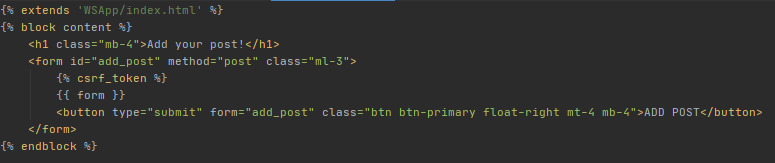 {% extends 'WSApp/index.html' %}
{% block content %}
    <h1 class="mb-4">Add your post!</h1>
    <form id="add_post" method="post" class="ml-3">
        {% csrf_token %}
        {{ form }}
        <button type="submit" form="add_post" class="btn btn-primary float-right mt-4 mb-4">ADD POST</button>
    </form>
{% endblock %}